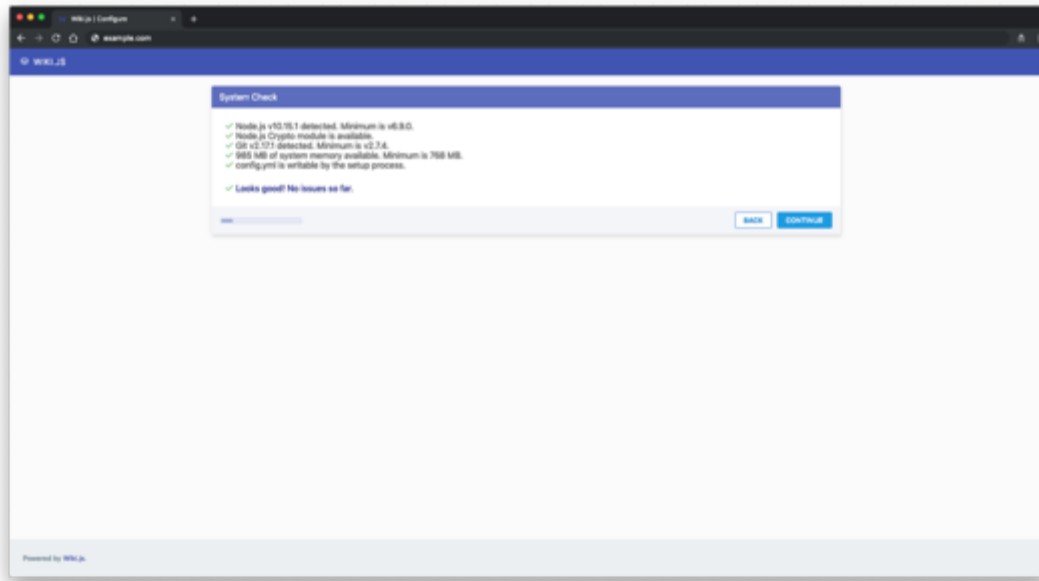 Wiki.js | Configure
example.com
WIKI.JS
System Check
Node.js v10.15.1 detected. Minimum is v6.9.0.
Node.js Crypto module is available.
Git v2.17.1 detected. Minimum is v2.7.4.
985 MB of system memory available. Minimum is 768 MB.
config.yml is writable by the setup process.
Looks good! No issues so far.
BACK
CONTINUE
Powered by Wiki.js.